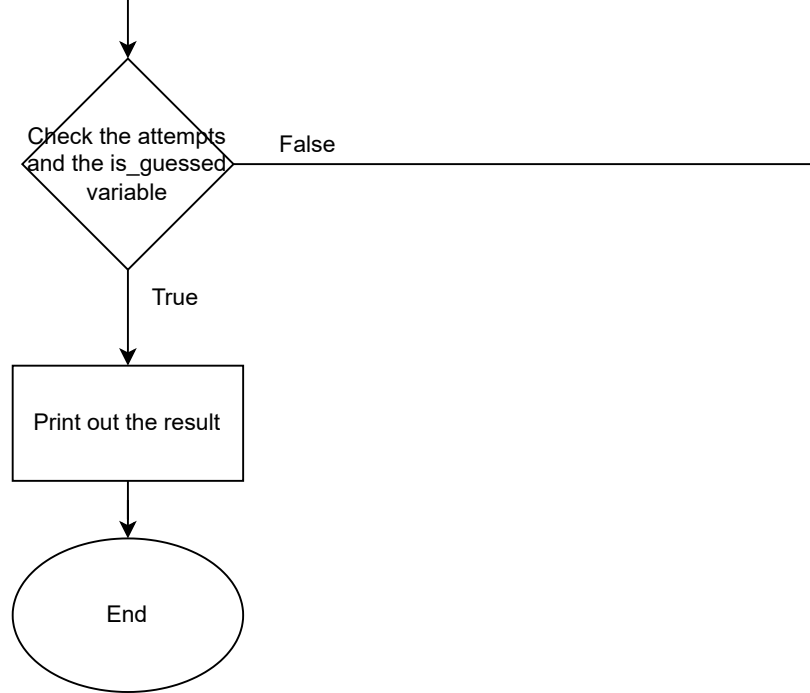 Check the attempts
and the is_guessed
variable
False
True
Print out the result
End